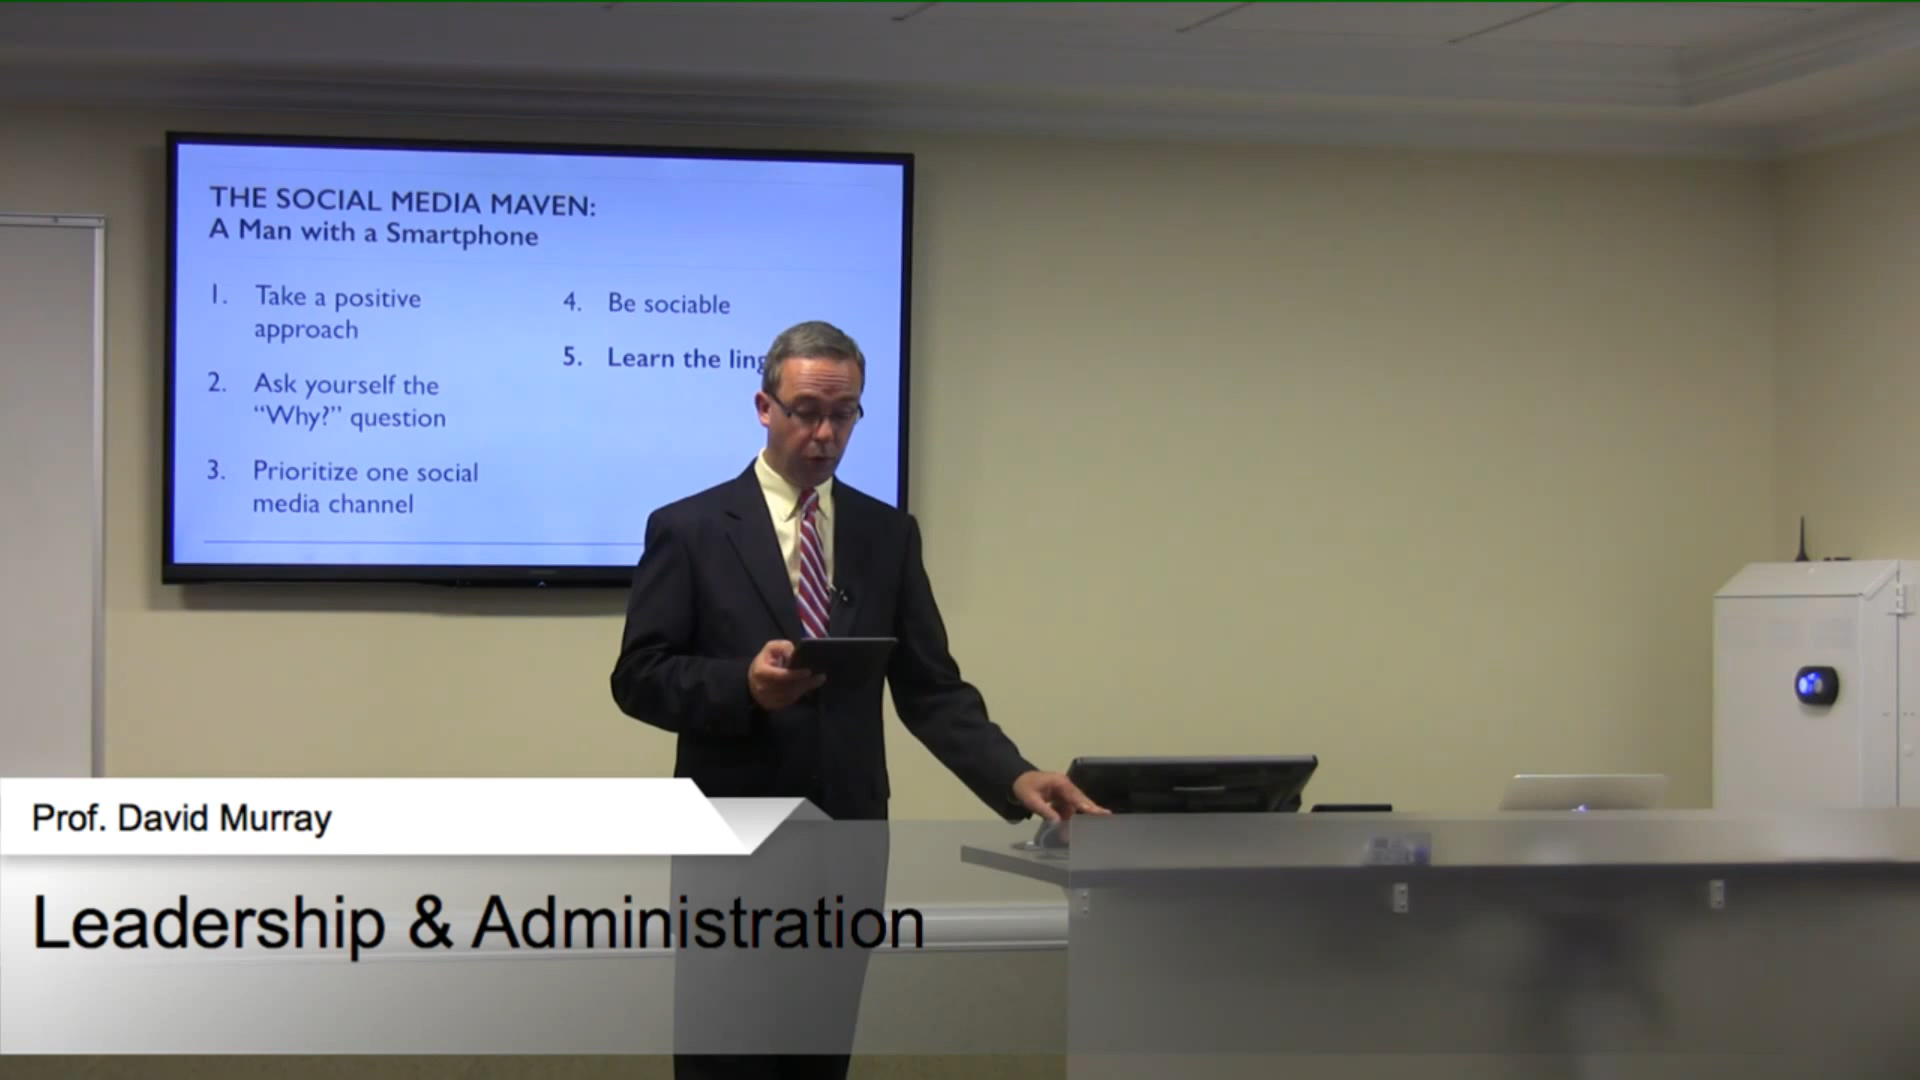 THE SOCIAL MEDIA MAVEN:
A Man with a Smartphone
1. Take a positive
approach
2. Ask yourself the
“Why?” question
3. Prioritize one social
media channel
4. Be sociable
5. Learn the
Prof. David Murray
Leadership & Administration